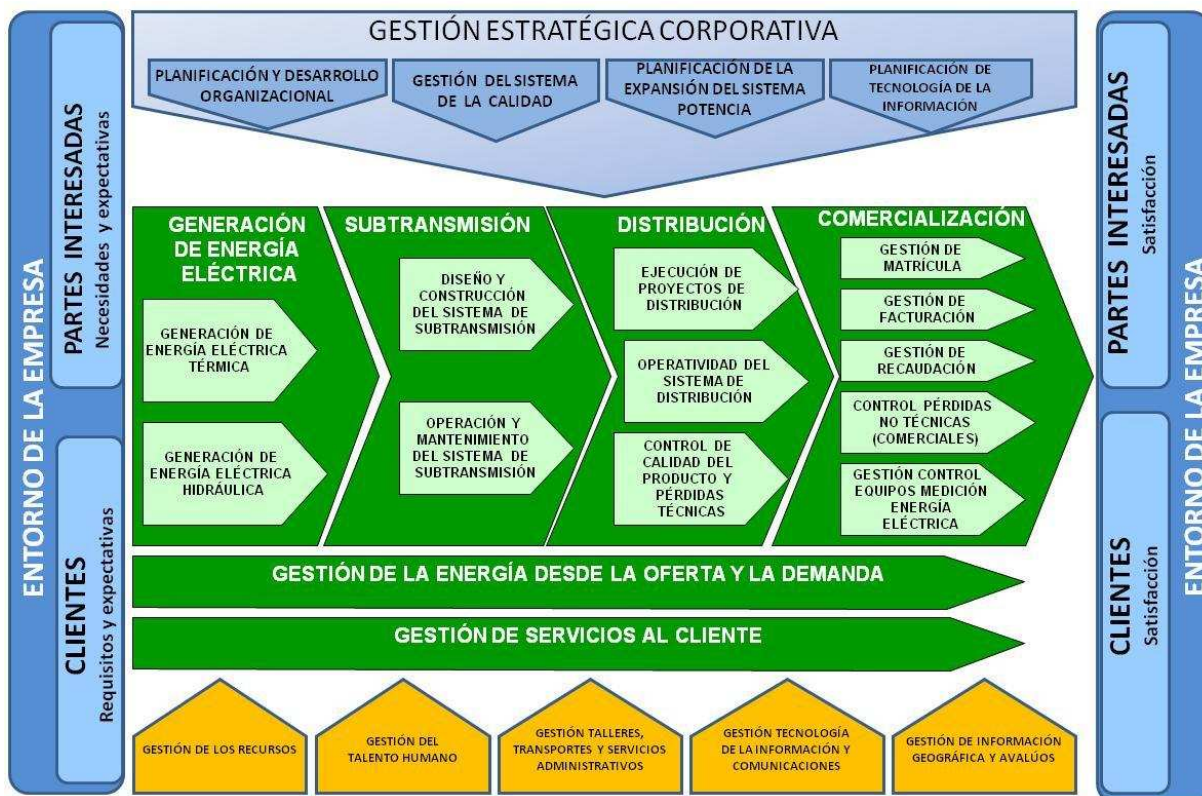 GESTIÓN ESTRATÉGICA CORPORATIVA
PLANIFICACIÓN Y DESARROLLO
ORGANIZACIONAL
GESTIÓN DEL SISTEMA
DE LA CALIDAD
PLANIFICACIÓN DE LA
EXPANSIÓN DEL SISTEMA
POTENCIA
PLANIFICACIÓN DE
TECNOLOGÍA DE LA
INFORMACIÓN
ENTORNO DE LA EMPRESA
PARTES INTERESADAS
Necesidades y expectativas
CLIENTES
Requisitos y expectativas
GENERACIÓN
DE ENERGÍA
ELÉCTRICA
GENERACIÓN DE
ENERGÍA ELÉCTRICA
TÉRMICA
GENERACIÓN DE
ENERGÍA ELÉCTRICA
HIDRÁULICA
SUBTRANSMISIÓN
DISEÑO Y
CONSTRUCCIÓN
DEL SISTEMA DE
SUBTRANSMISIÓN
OPERACIÓN Y
MANTENIMIENTO
DEL SISTEMA DE
SUBTRANSMISIÓN
DISTRIBUCIÓN
EJECUCIÓN DE
PROYECTOS DE
DISTRIBUCIÓN
OPERATIVIDAD DEL
SISTEMA DE
DISTRIBUCIÓN
CONTROL DE
CALIDAD DEL
PRODUCTO Y
PÉRDIDAS
TÉCNICAS
COMERCIALIZACIÓN
GESTIÓN DE
MATRÍCULA
GESTIÓN DE
FACTURACIÓN
GESTIÓN DE
RECAUDACIÓN
CONTROL PÉRDIDAS
NO TÉCNICAS
(COMERCIALES)
GESTIÓN CONTROL
EQUIPOS MEDICIÓN
ENERGÍA
ELÉCTRICA
GESTIÓN DE LA ENERGÍA DESDE LA OFERTA Y LA DEMANDA
GESTIÓN DE SERVICIOS AL CLIENTE
GESTIÓN DE LOS RECURSOS
GESTIÓN DEL
TALENTO HUMANO
GESTIÓN TALLERES,
TRANSPORTES Y SERVICIOS
ADMINISTRATIVOS
GESTIÓN TECNOLOGÍA
DE LA INFORMACIÓN Y
COMUNICACIONES
GESTIÓN DE INFORMACIÓN
GEOGRÁFICA Y AVALÚOS
PARTES INTERESADAS
Satisfacción
CLIENTES
Satisfacción
ENTORNO DE LA EMPRESA